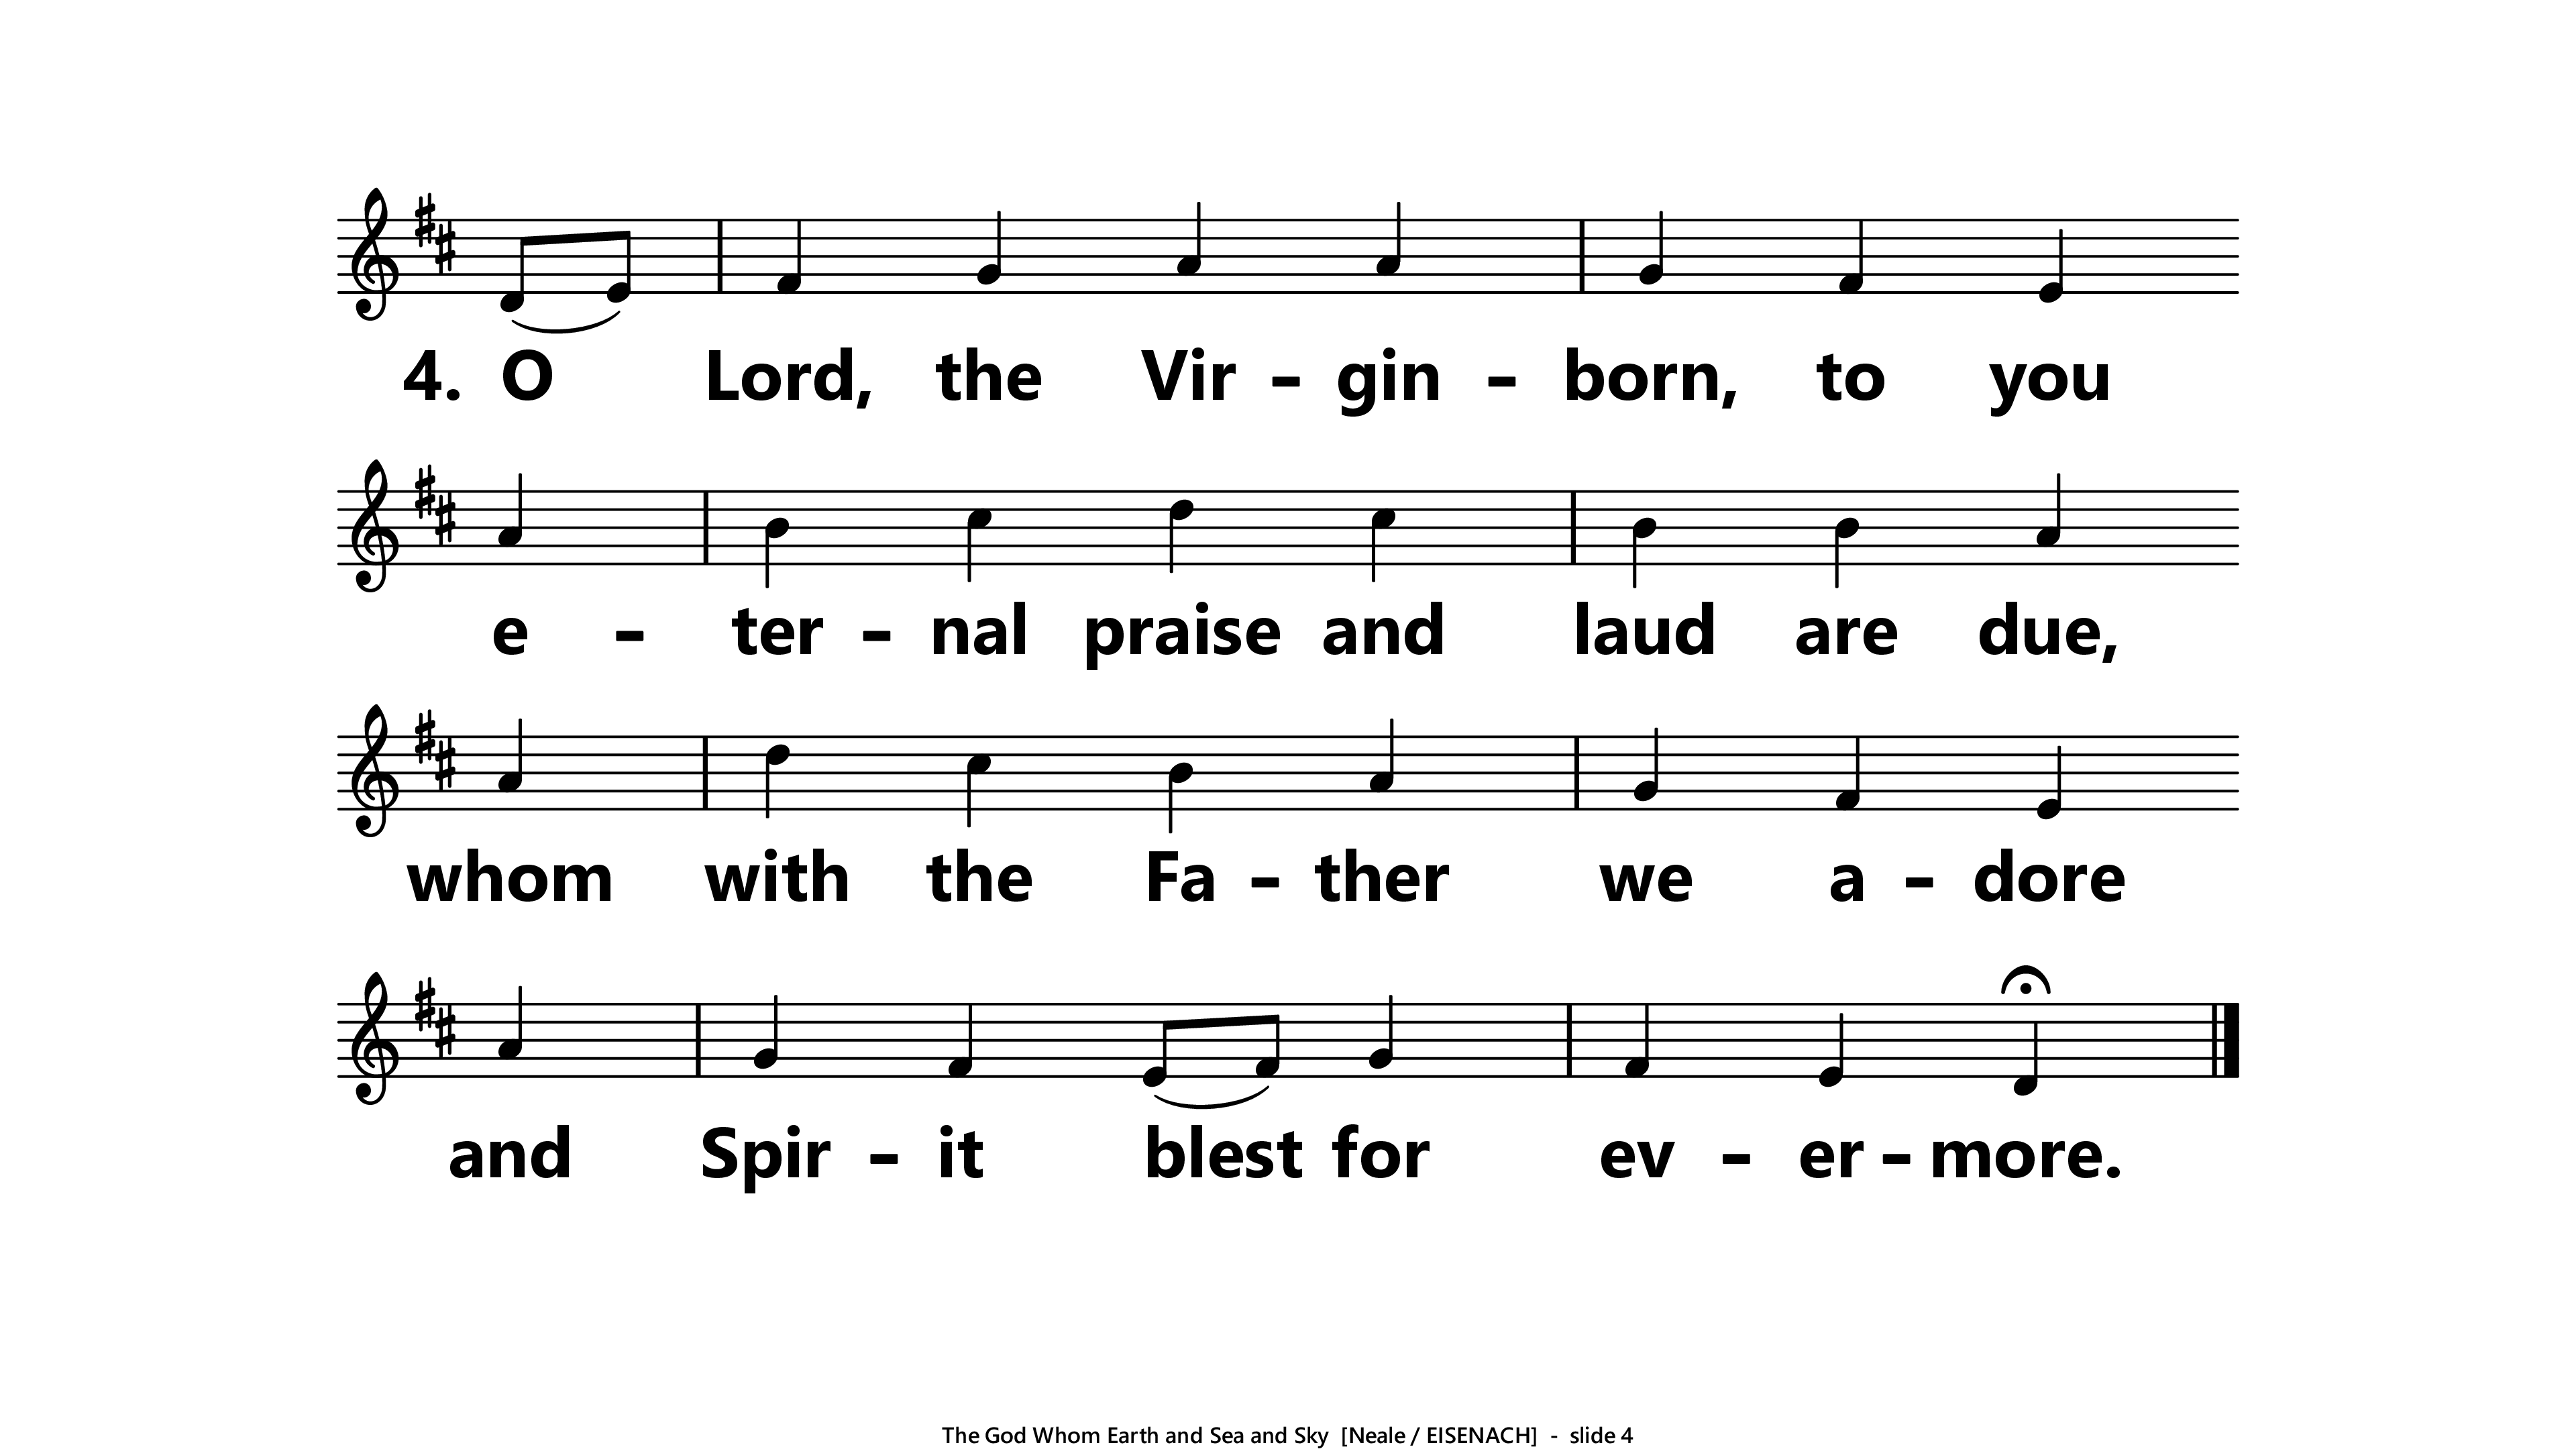 4. O Lord, the Vir - gin - born, to you
e - ter - nal praise and laud are due,
whom with the Fa - ther we a - dore
and Spir - it blest for ev - er - more.
The God Whom Earth and Sea and Sky [Neale / EISENACH] - slide 4